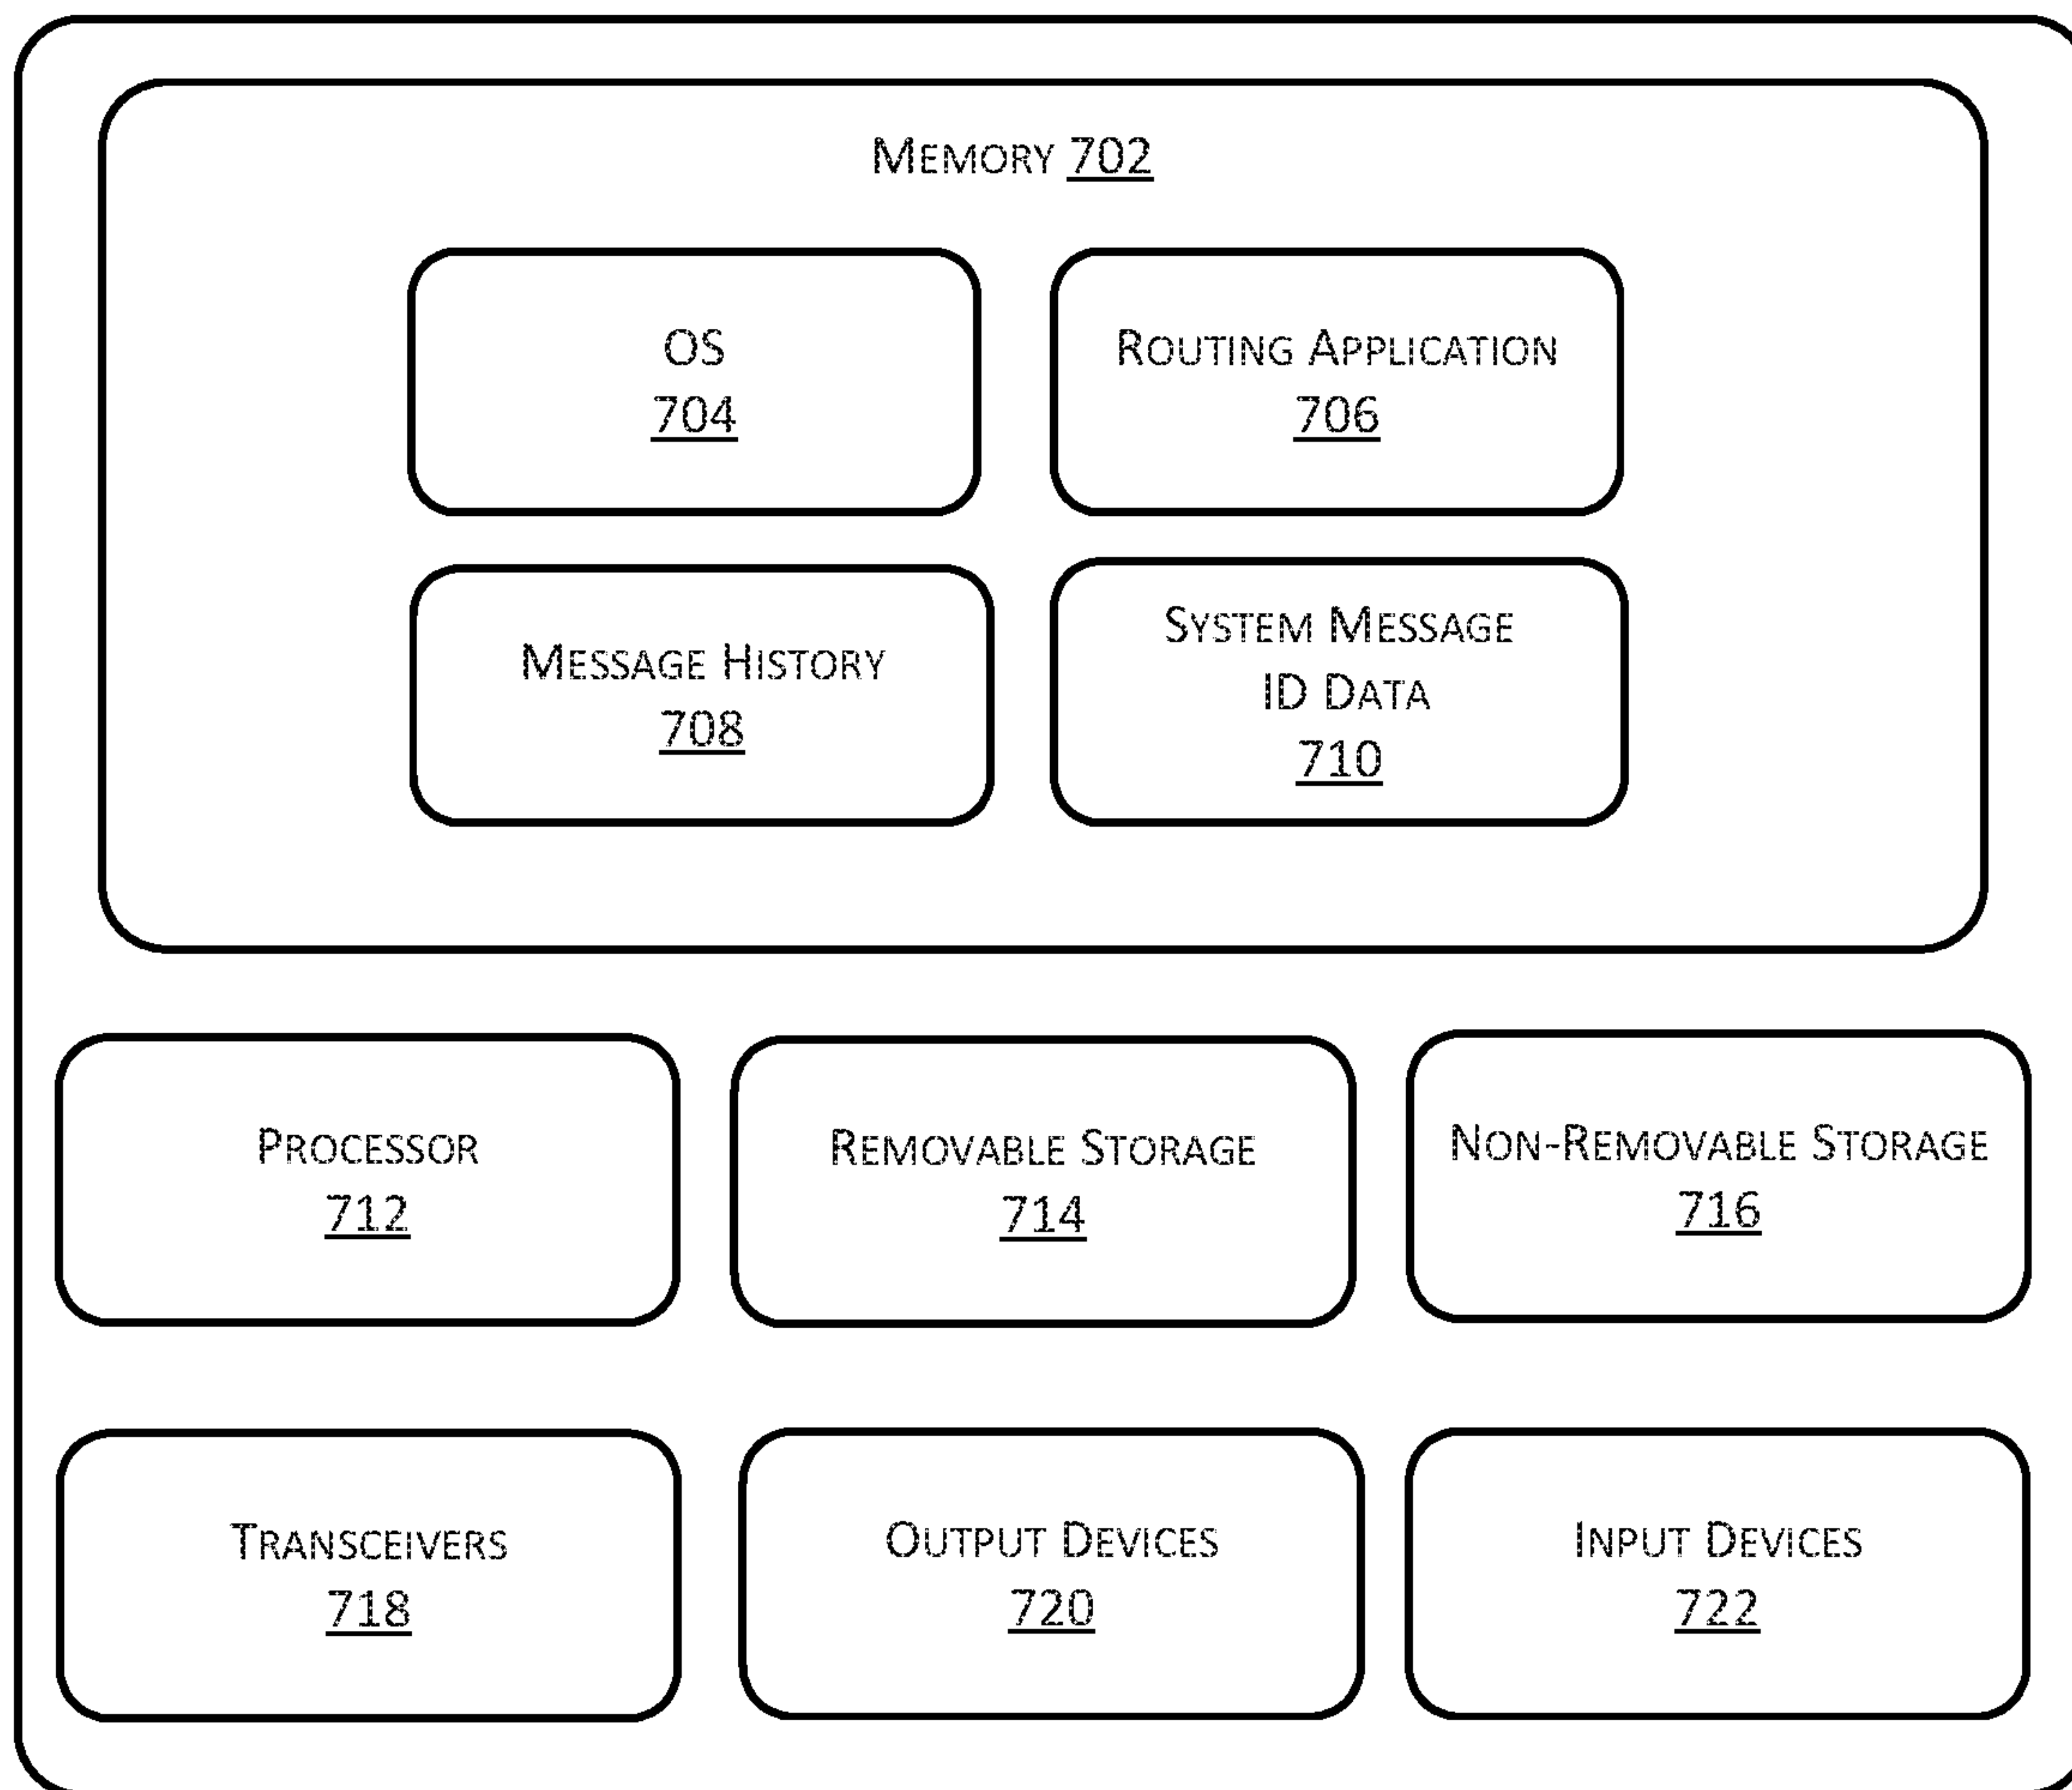 MEMORY 702
OS
704
ROUTING APPLICATION
706
MESSAGE HISTORY
708
SYSTEM MESSAGE
ID DATA
710
PROCESSOR
712
REMOVABLE STORAGE
714
NON-REMOVABLE STORAGE
716
TRANSCEIVERS
718
OUTPUT DEVICES
720
INPUT DEVICES
722